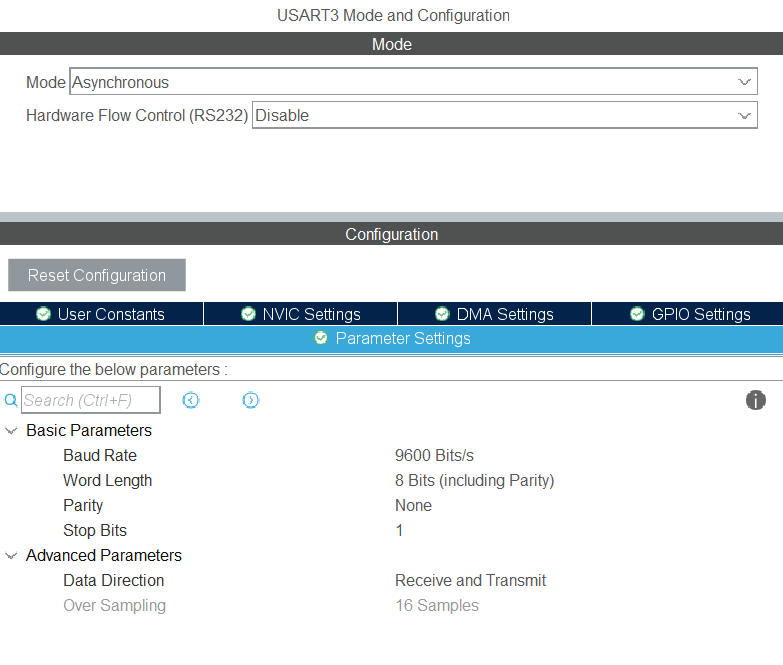 USART3 Mode and Configuration
Mode
Mode Asynchronous
Hardware Flow Control (RS232) Disable
Configuration
Reset Configuration
User Constants NVIC Settings DMA Settings GPIO Settings
Parameter Settings
Configure the below parameters :
Search (Ctrl+F)
Basic Parameters
Baud Rate 9600 Bits/s
Word Length 8 Bits (including Parity)
Parity None
Stop Bits 1
Advanced Parameters
Data Direction Receive and Transmit
Over Sampling 16 Samples